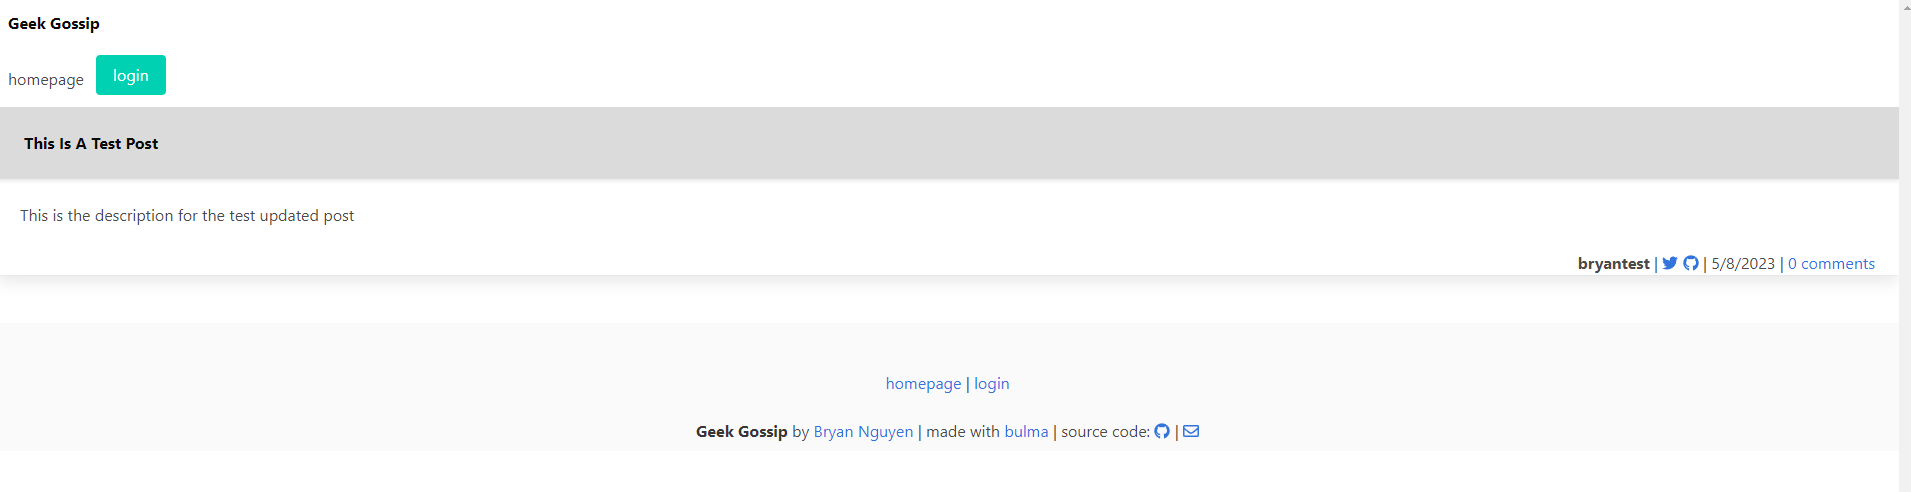 Geek Gossip
homepage login
This Is A Test Post
This is the description for the test updated post
bryantest | | 5/8/2023 | 0 comments
homepage | login
Geek Gossip by Bryan Nguyen | made with bulma | source code: |